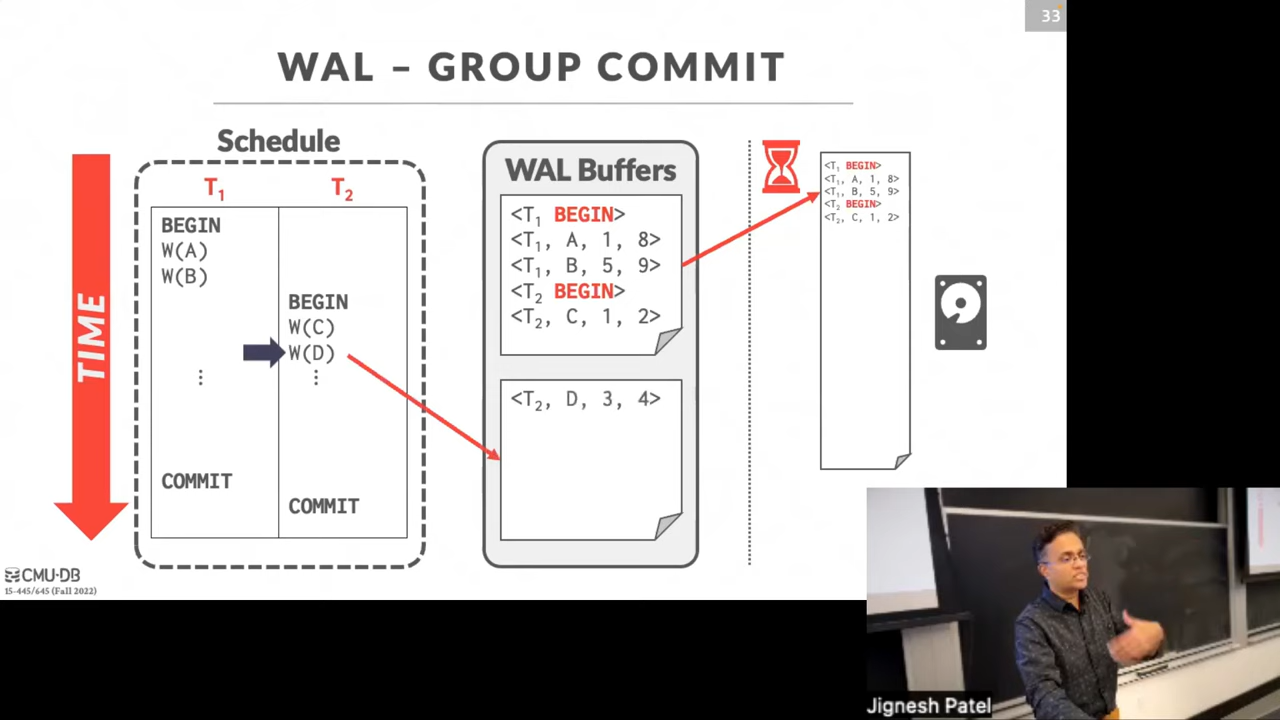 33
WAL – GROUP COMMIT
TIME
Schedule
T1 T2
BEGIN
W(A)
W(B)
BEGIN
W(C)
W(D)
⋮ ⋮
COMMIT
COMMIT
WAL Buffers
<T1 BEGIN>
<T1, A, 1, 8>
<T1, B, 5, 9>
<T2 BEGIN>
<T2, C, 1, 2>
<T2, D, 3, 4>
<T1 BEGIN>
<T1, A, 1, 8>
<T1, B, 5, 9>
<T2 BEGIN>
<T2, C, 1, 2>
CMU·DB
15-445/645 (Fall 2022)
Jignesh Patel